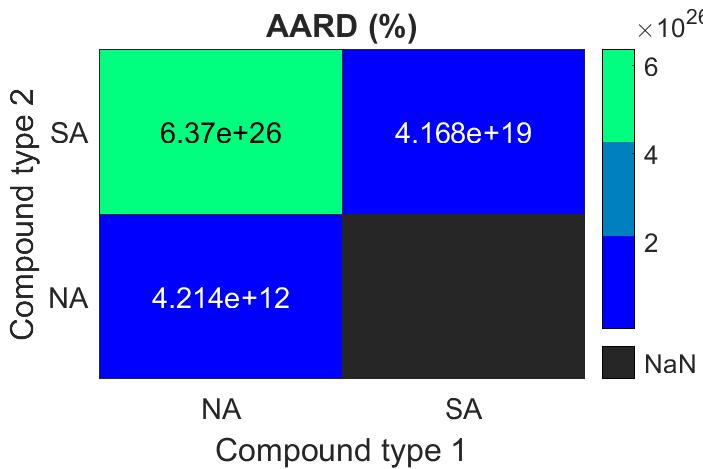 AARD (%)
×10^26
Compound type 2
SA
NA
6.37e+26
4.168e+19
4.214e+12
6
4
2
NaN
NA
SA
Compound type 1